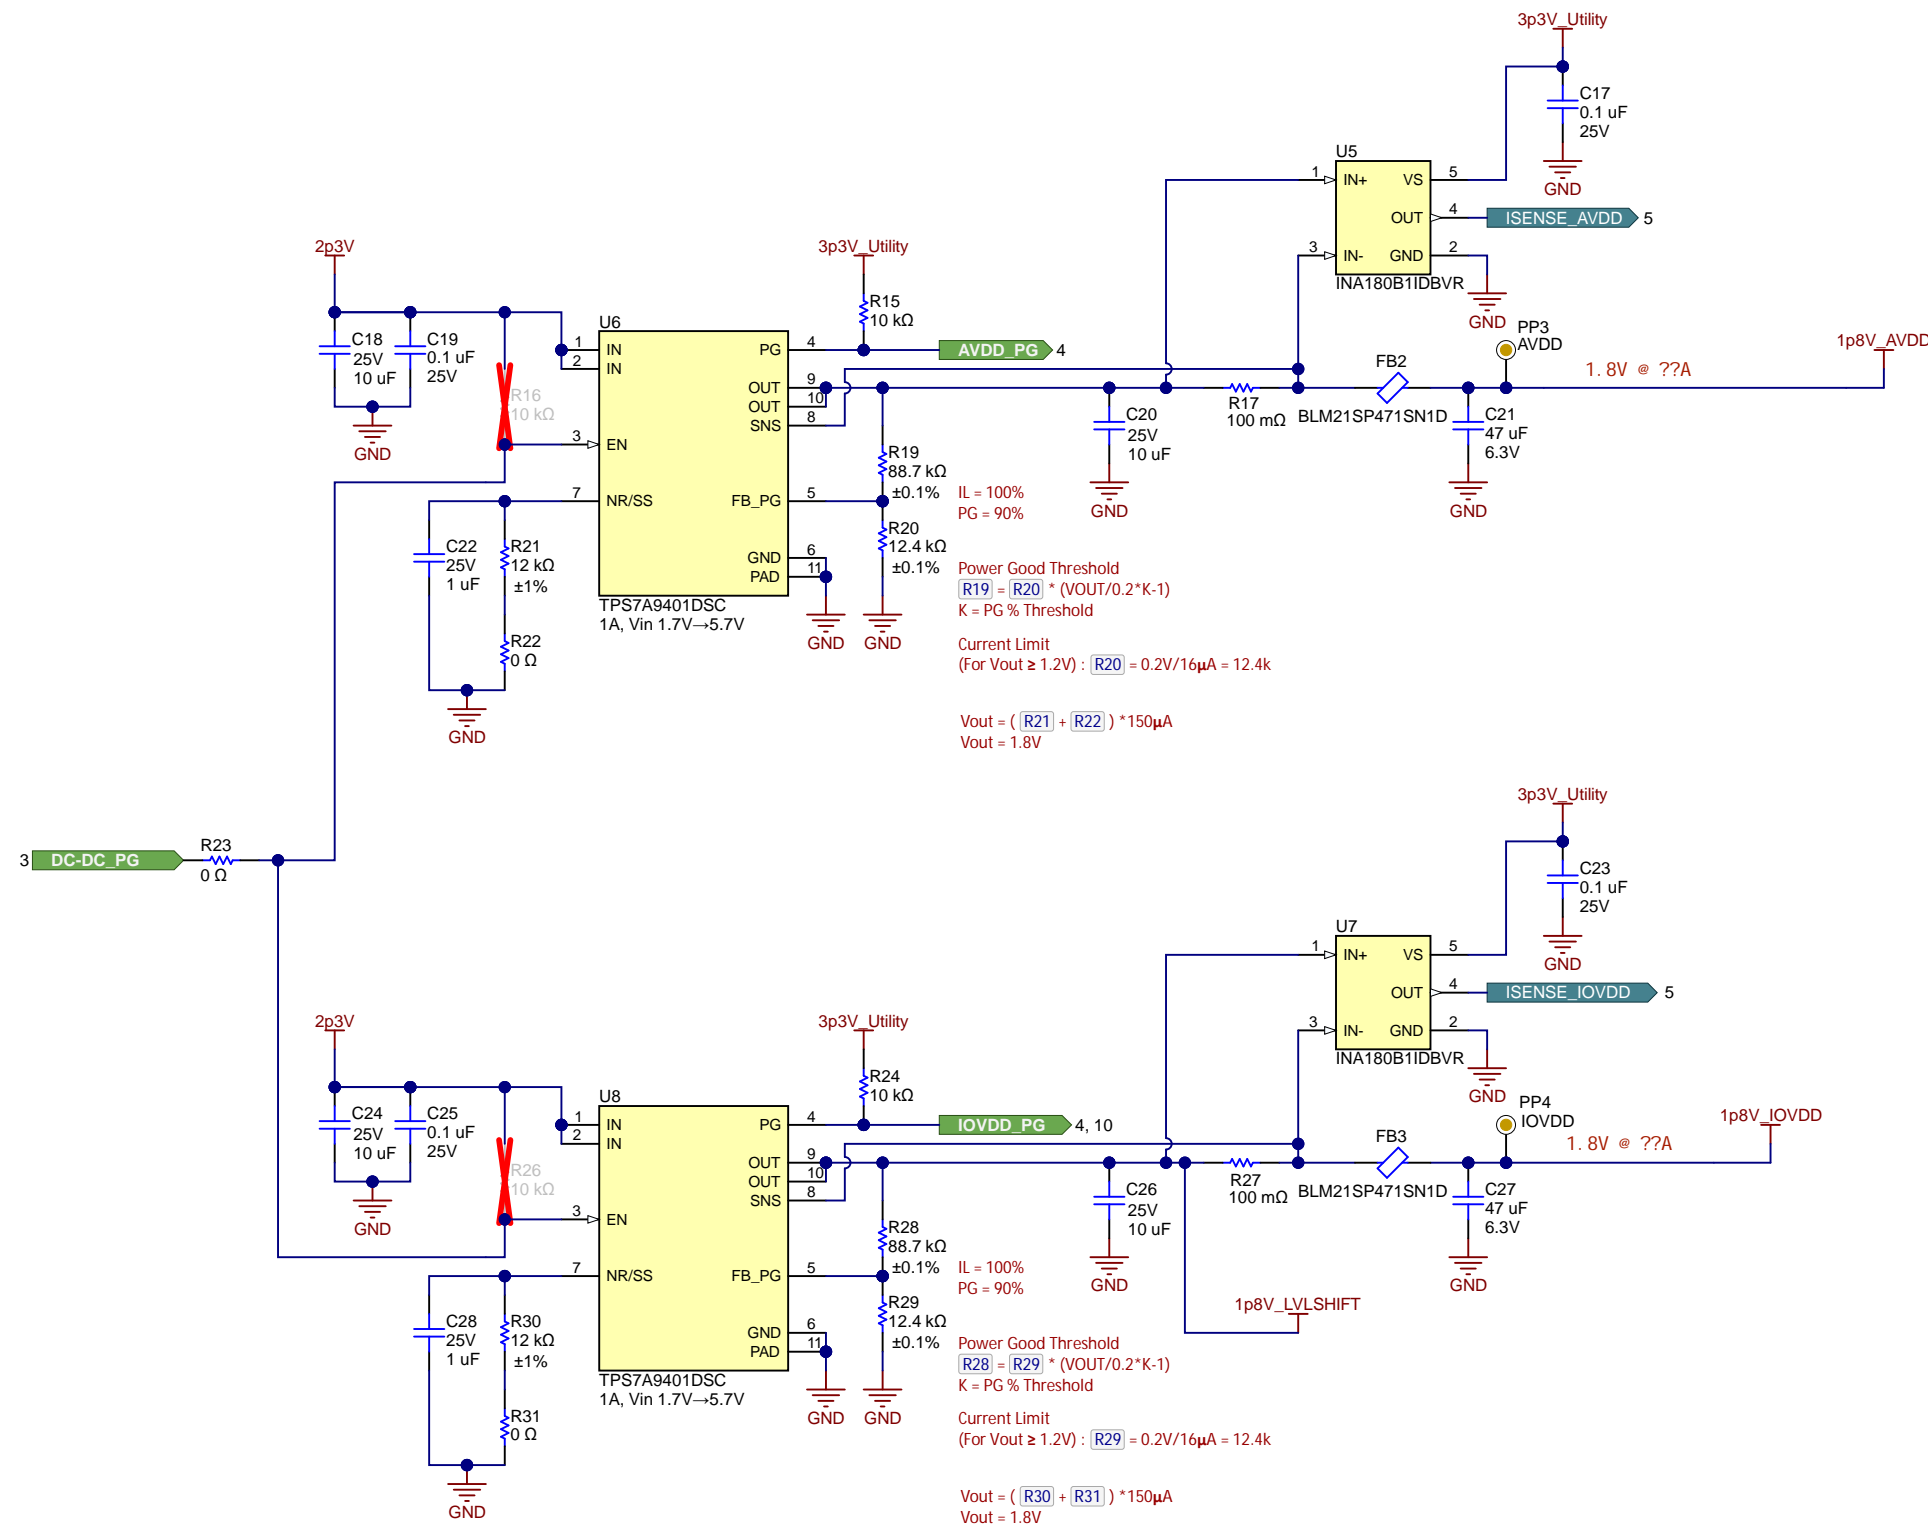 3p3V_Utility
C17
0.1 uF
25V
GND
U5
1
IN+
VS
5
OUT
4
ISENSE_AVDD
5
3
IN-
GND
2
INA180B1IDBVR
GND
2p3V
C18
25V
10 uF
C19
0.1 uF
25V
GND
R16
10 kΩ
3p3V_Utility
R15
10 kΩ
U6
1
IN
2
IN
3
EN
7
NR/SS
PG
4
AVDD_PG
4
OUT
9
OUT
10
SNS
8
FB_PG
5
GND
6
PAD
11
TPS7A9401DSC
1A, Vin 1.7V→5.7V
GND
R19
88.7 kΩ
±0.1%
R20
12.4 kΩ
±0.1%
GND
IL = 100%
PG = 90%
C20
25V
10 uF
GND
R17
100 mΩ
FB2
BLM21SP471SN1D
PP3
AVDD
C21
47 uF
6.3V
GND
1.8V @ ??A
1p8V_AVDD
C22
25V
1 uF
R21
12 kΩ
±1%
R22
0 Ω
GND
Power Good Threshold
R19 = R20 * (VOUT/0.2*K-1)
K = PG % Threshold
Current Limit
(For Vout ≥ 1.2V) : R20 = 0.2V/16µA = 12.4k
Vout = ( R21 + R22 ) *150µA
Vout = 1.8V
3
DC-DC_PG
R23
0 Ω
3p3V_Utility
C23
0.1 uF
25V
GND
U7
1
IN+
VS
5
OUT
4
ISENSE_IOVDD
5
3
IN-
GND
2
INA180B1IDBVR
GND
2p3V
C24
25V
10 uF
C25
0.1 uF
25V
GND
R26
10 kΩ
3p3V_Utility
R24
10 kΩ
U8
1
IN
2
IN
3
EN
7
NR/SS
PG
4
IOVDD_PG
4, 10
OUT
9
OUT
10
SNS
8
FB_PG
5
GND
6
PAD
11
TPS7A9401DSC
1A, Vin 1.7V→5.7V
GND
R28
88.7 kΩ
±0.1%
R29
12.4 kΩ
±0.1%
GND
IL = 100%
PG = 90%
C26
25V
10 uF
GND
R27
100 mΩ
FB3
BLM21SP471SN1D
PP4
IOVDD
C27
47 uF
6.3V
GND
1.8V @ ??A
1p8V_IOVDD
1p8V_LVLSHIFT
C28
25V
1 uF
R30
12 kΩ
±1%
R31
0 Ω
GND
Power Good Threshold
R28 = R29 * (VOUT/0.2*K-1)
K = PG % Threshold
Current Limit
(For Vout ≥ 1.2V) : R29 = 0.2V/16µA = 12.4k
Vout = ( R30 + R31 ) *150µA
Vout = 1.8V